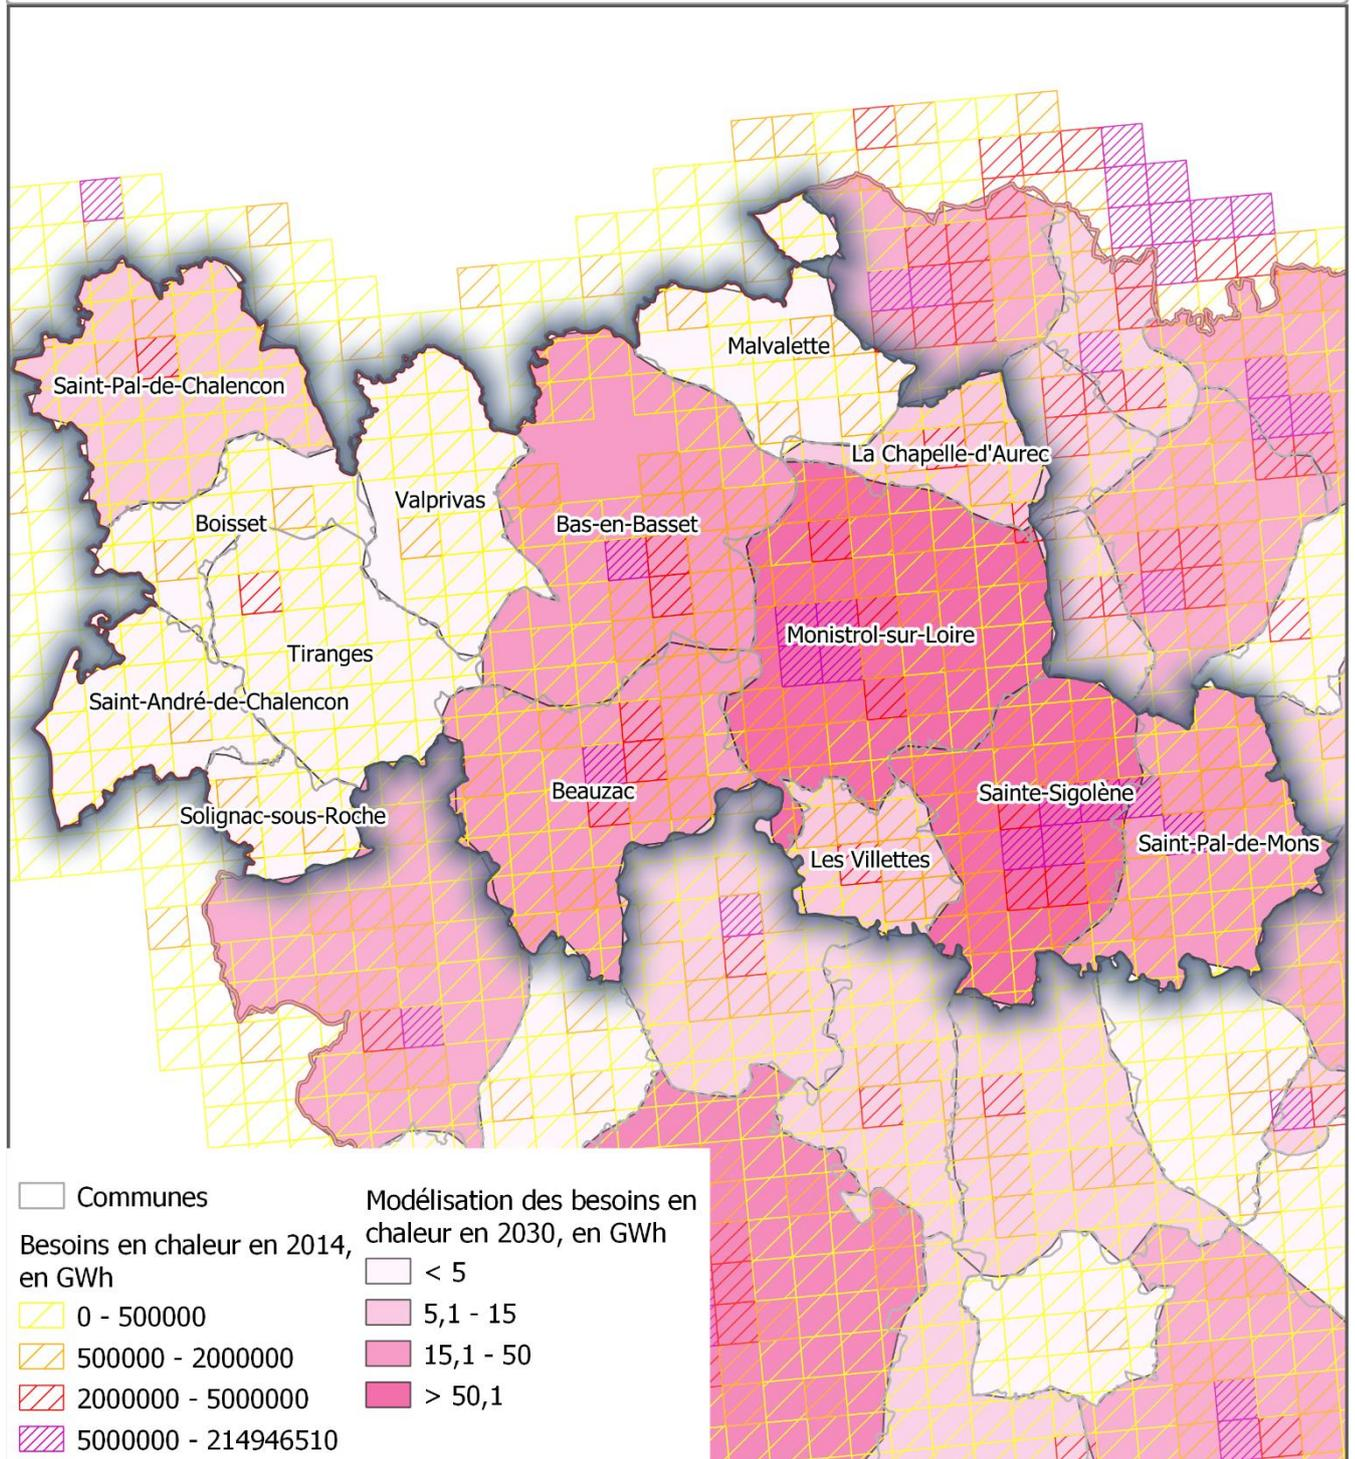 Malvalette
Saint-Pal-de-Chalencon
La Chapelle-d'Aurec
Valprivas
Boisset
Bas-en-Basset
Monistrol-sur-Loire
Tiranges
Saint-André-de-Chalencon
Beauzac
Sainte-Sigolène
Solignac-sous-Roche
Saint-Pal-de-Mons
Les Villettes
Communes
Besoins en chaleur en 2014,
en GWh
0 - 500000
500000 - 2000000
2000000 - 5000000
5000000 - 214946510
Modélisation des besoins en
chaleur en 2030, en GWh
< 5
5,1 - 15
15,1 - 50
> 50,1